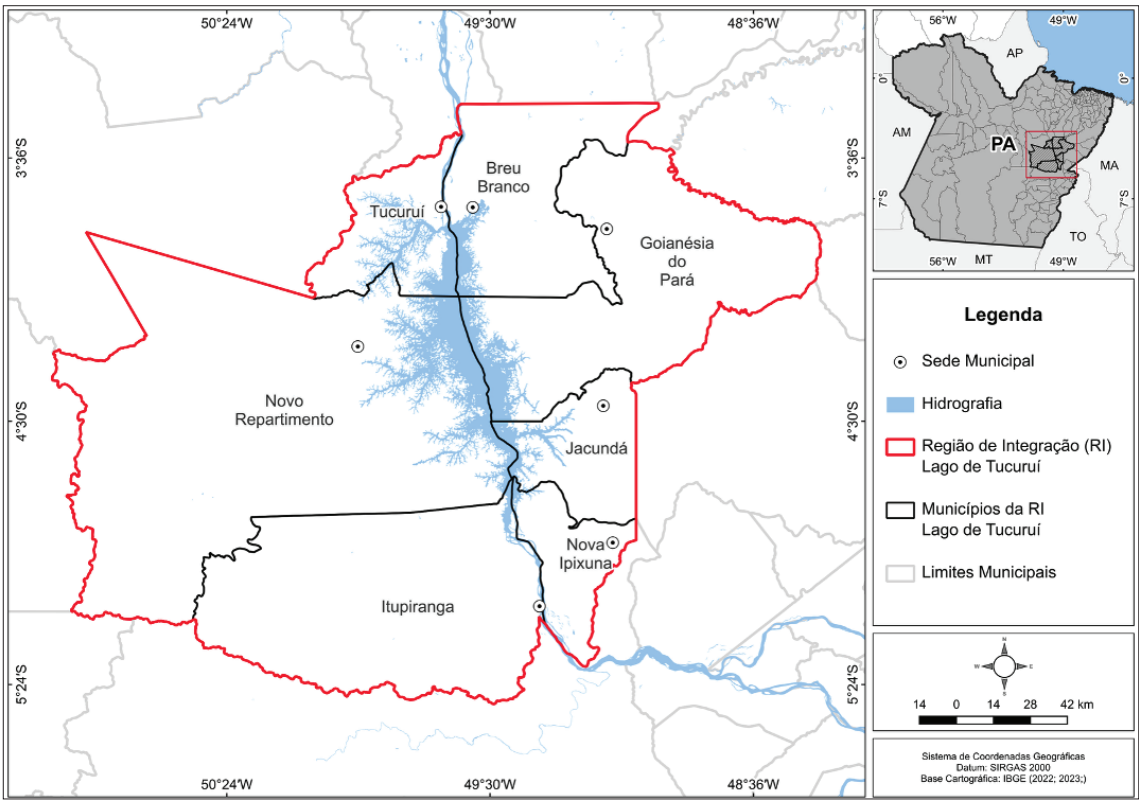 50°24'W
49°30'W
48°36'W
3°36'S
4°30'S
5°24'S
Breu
Branco
Tucuruí
Goianésia
do
Pará
Novo
Repartimento
Jacundá
Nova
Ipixuna
Itupiranga
3°36'S
4°30'S
5°24'S
50°24'W
49°30'W
48°36'W
56°W
49°W
AP
0°
0°
AM
PA
MA
7°S
7°S
TO
MT
56°W
49°W
Legenda
Sede Municipal
Hidrografia
Região de Integração (RI)
Lago de Tucuruí
Municípios da RI
Lago de Tucuruí
Limites Municipais
N
W
E
S
14 0 14 28 42 km
Sistema de Coordenadas Geográficas
Datum: SIRGAS 2000
Base Cartográfica: IBGE (2022; 2023;)